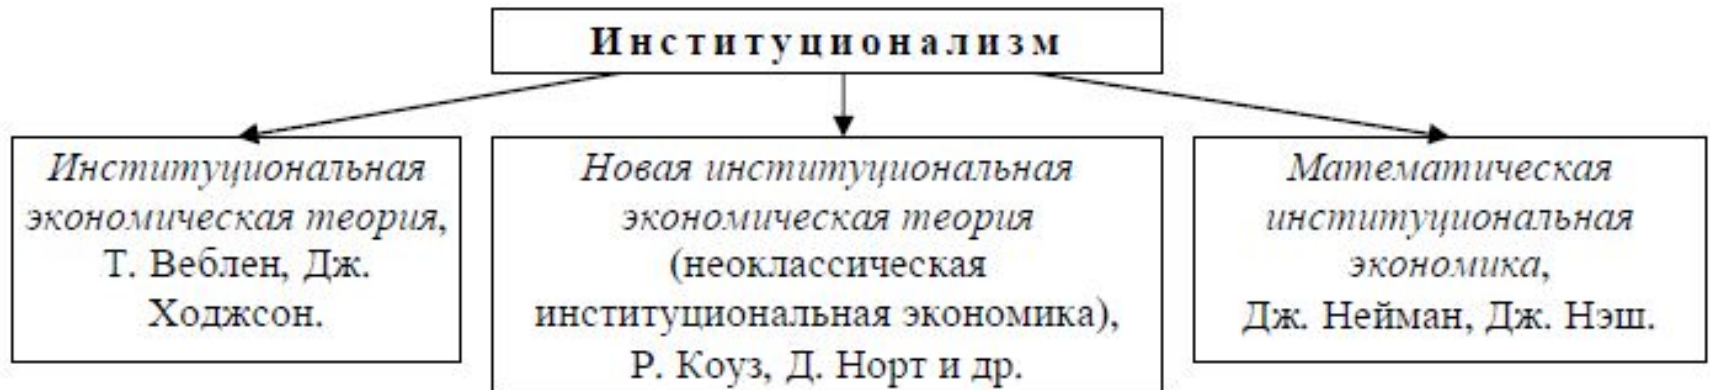 Институционализм
Институциональная
экономическая теория,
Т. Веблен, Дж.
Ходжсон.
Новая институциональная
экономическая теория
(неоклассическая
институциональная экономика),
Р. Коуз, Д. Норт и др.
Математическая
институциональная
экономика,
Дж. Нейман, Дж. Нэш.